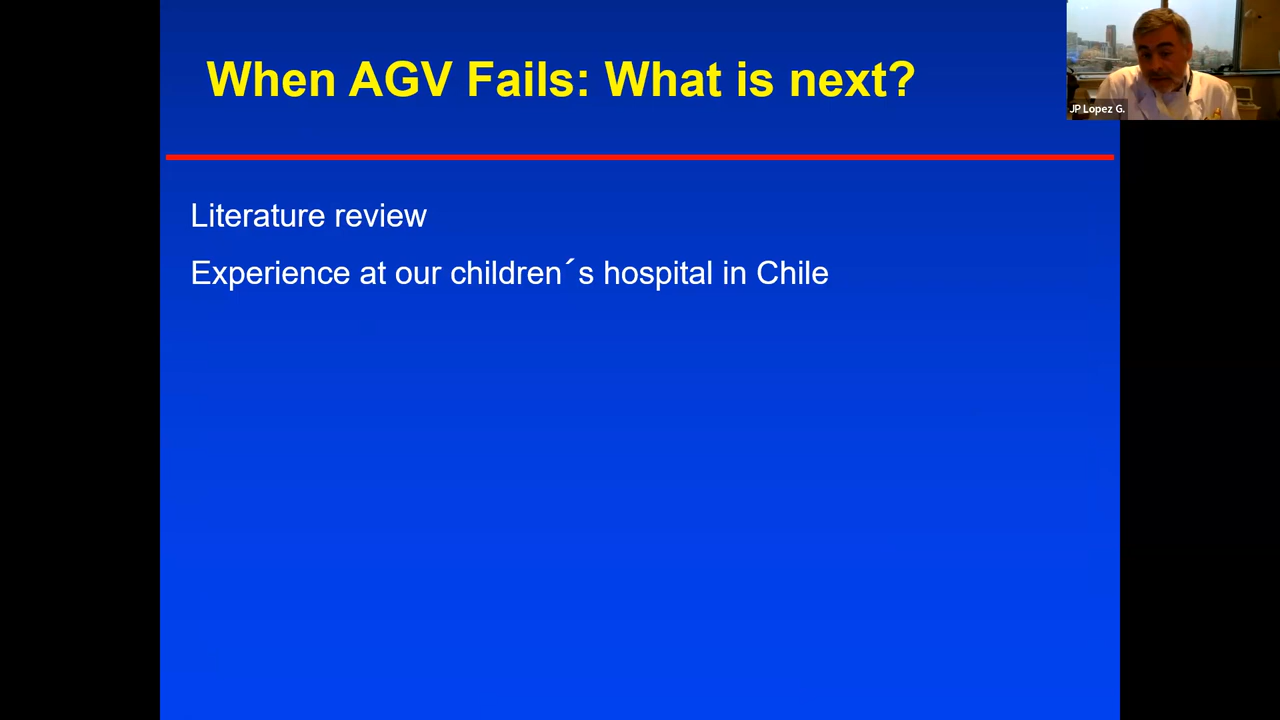 When AGV Fails: What is next?
JP Lopez G.
Literature review
Experience at our children´s hospital in Chile